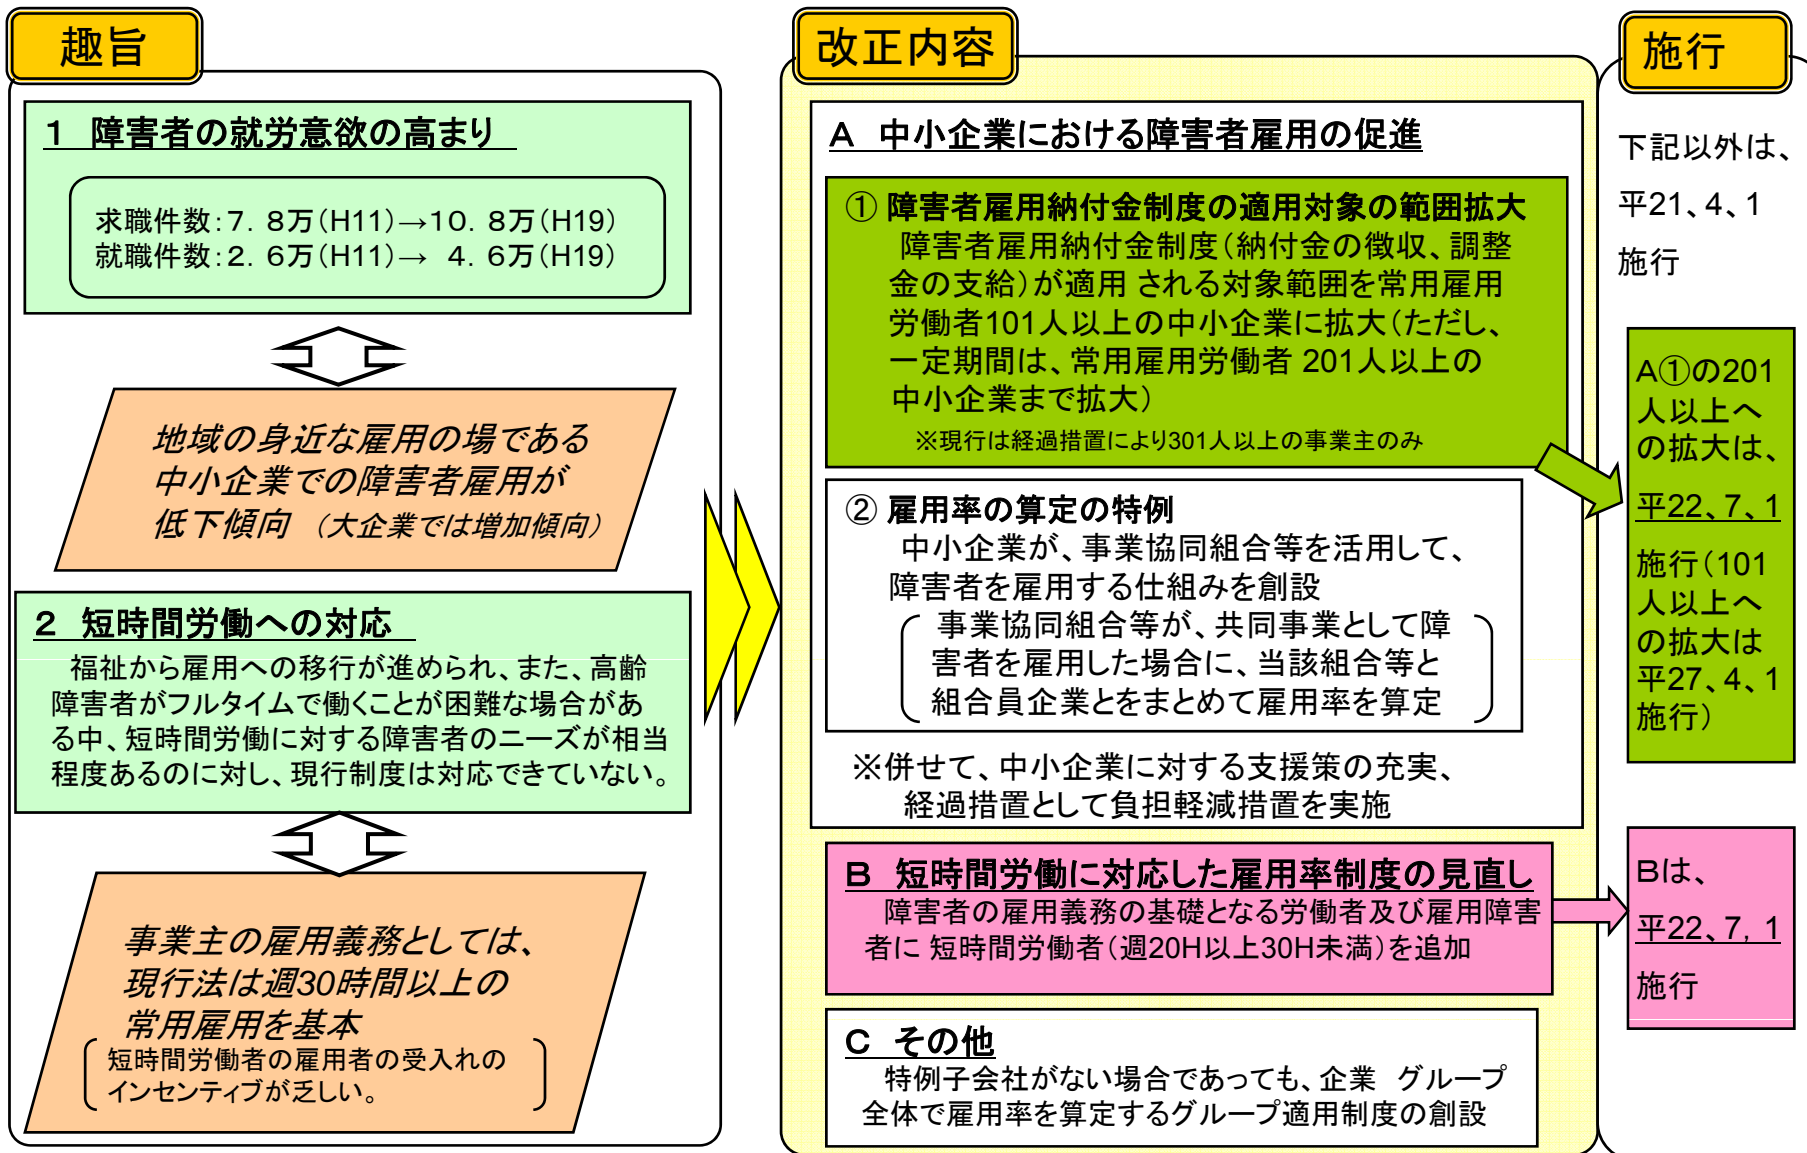 趣旨
１ 障害者の就労意欲の高まり
求職件数：７．８万（Ｈ１１）→１０．８万（Ｈ１９）
就職件数：２．６万（Ｈ１１）→ ４．６万（Ｈ１９）
地域の身近な雇用の場である
中小企業での障害者雇用が
低下傾向 （大企業では増加傾向）
２ 短時間労働への対応
福祉から雇用への移行が進められ、また、高齢
障害者がフルタイムで働くことが困難な場合があ
る中、短時間労働に対する障害者のニーズが相当
程度あるのに対し、現行制度は対応できていない。
事業主の雇用義務としては、
現行法は週30時間以上の
常用雇用を基本
短時間労働者の雇用者の受入れの
インセンティブが乏しい。
改正内容
Ａ 中小企業における障害者雇用の促進
① 障害者雇用納付金制度の適用対象の範囲拡大
障害者雇用納付金制度（納付金の徴収、調整
金の支給）が適用 される対象範囲を常用雇用
労働者101人以上の中小企業に拡大（ただし、
一定期間は、常用雇用労働者 201人以上の
中小企業まで拡大）
※現行は経過措置により301人以上の事業主のみ
② 雇用率の算定の特例
中小企業が、事業協同組合等を活用して、
障害者を雇用する仕組みを創設
事業協同組合等が、共同事業として障
害者を雇用した場合に、当該組合等と
組合員企業とをまとめて雇用率を算定
※併せて、中小企業に対する支援策の充実、
経過措置として負担軽減措置を実施
Ｂ 短時間労働に対応した雇用率制度の見直し
障害者の雇用義務の基礎となる労働者及び雇用障害
者に 短時間労働者（週20H以上30H未満）を追加
Ｃ その他
特例子会社がない場合であっても、企業 グループ
全体で雇用率を算定するグループ適用制度の創設
施行
下記以外は、
平21、4、1
施行
A①の201
人以上へ
の拡大は、
平22、7、1
施行（101
人以上へ
の拡大は
平27、4、1
施行）
Bは、
平22、7, 1
施行